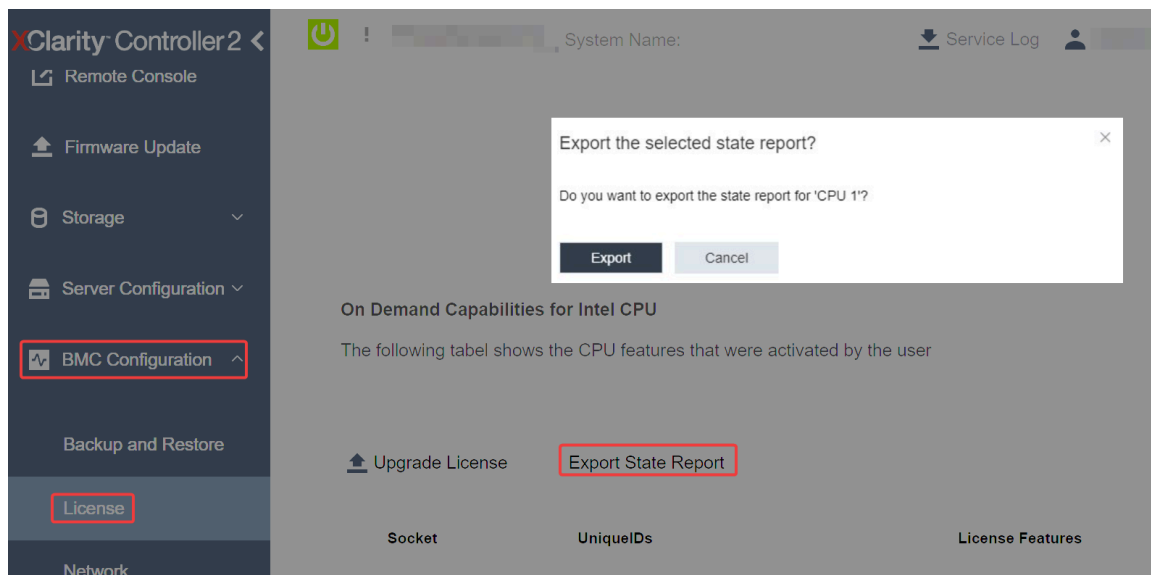 XClarity Controller 2
Remote Console
Firmware Update
Storage
Server Configuration
BMC Configuration
Backup and Restore
License
Network
! System Name: Service Log
Export the selected state report?
Do you want to export the state report for 'CPU 1'?
Export Cancel
On Demand Capabilities for Intel CPU
The following tabel shows the CPU features that were activated by the user
Upgrade License Export State Report
Socket UniqueIDs License Features